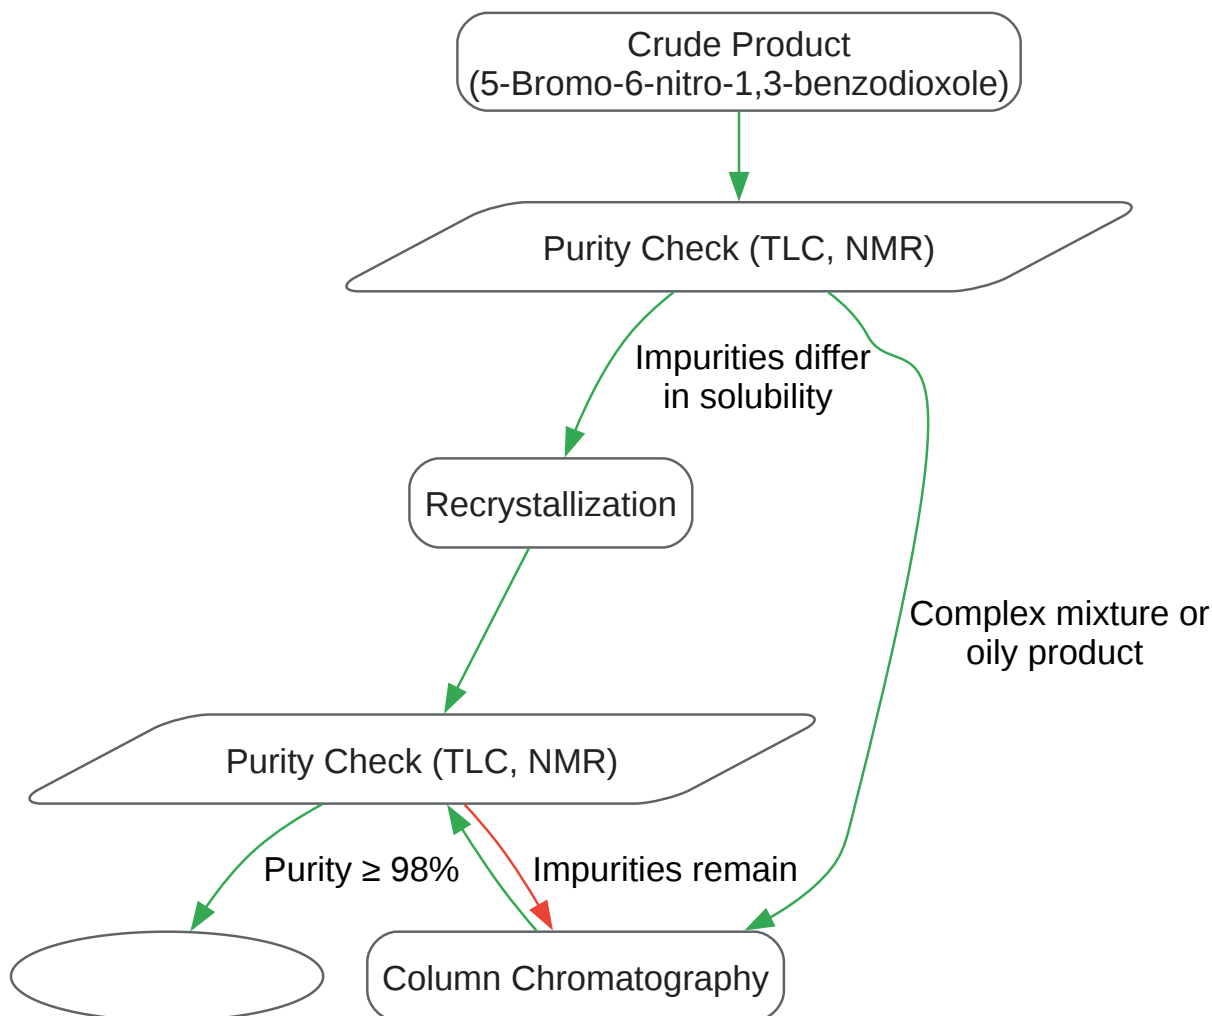 Crude Product
(5-Bromo-6-nitro-1,3-benzodioxole)
Purity Check (TLC, NMR)
Impurities differ
in solubility
Recrystallization
Complex mixture or
oily product
Purity Check (TLC, NMR)
Purity ≥ 98%
Impurities remain
Column Chromatography